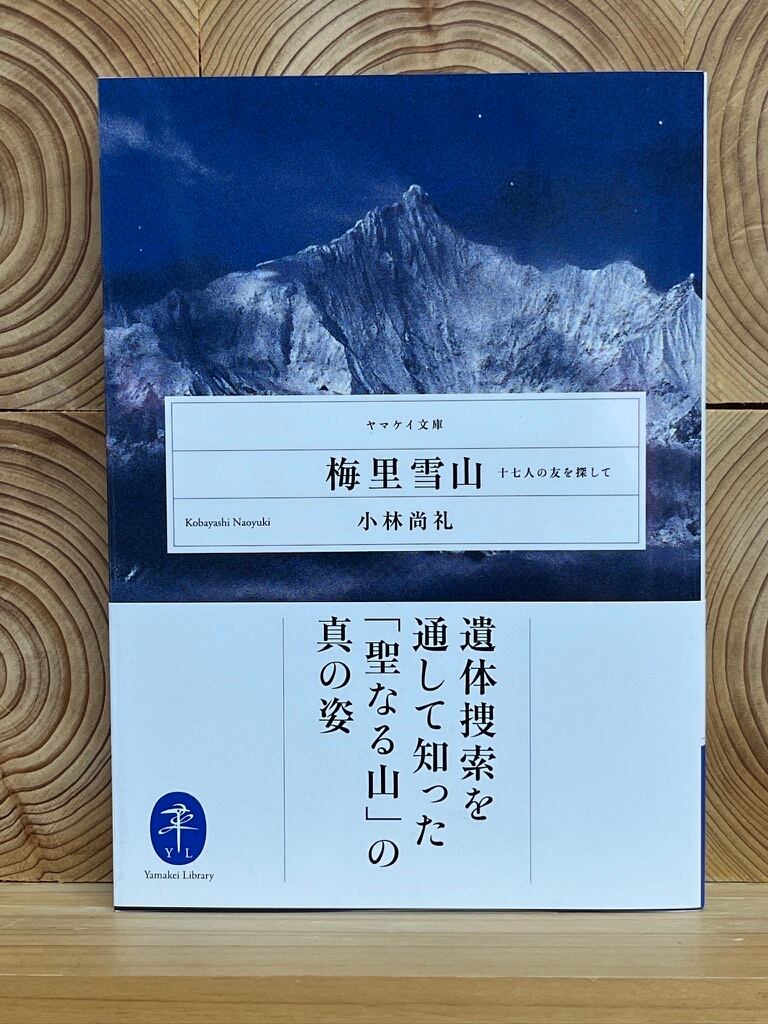 ヤマケイ文庫
梅里雪山 十七人の友を探して
Kobayashi Naoyuki 小林尚礼
遺体捜索を
通して知った
「聖なる山」の
真の姿
Y L
Yamakei Library